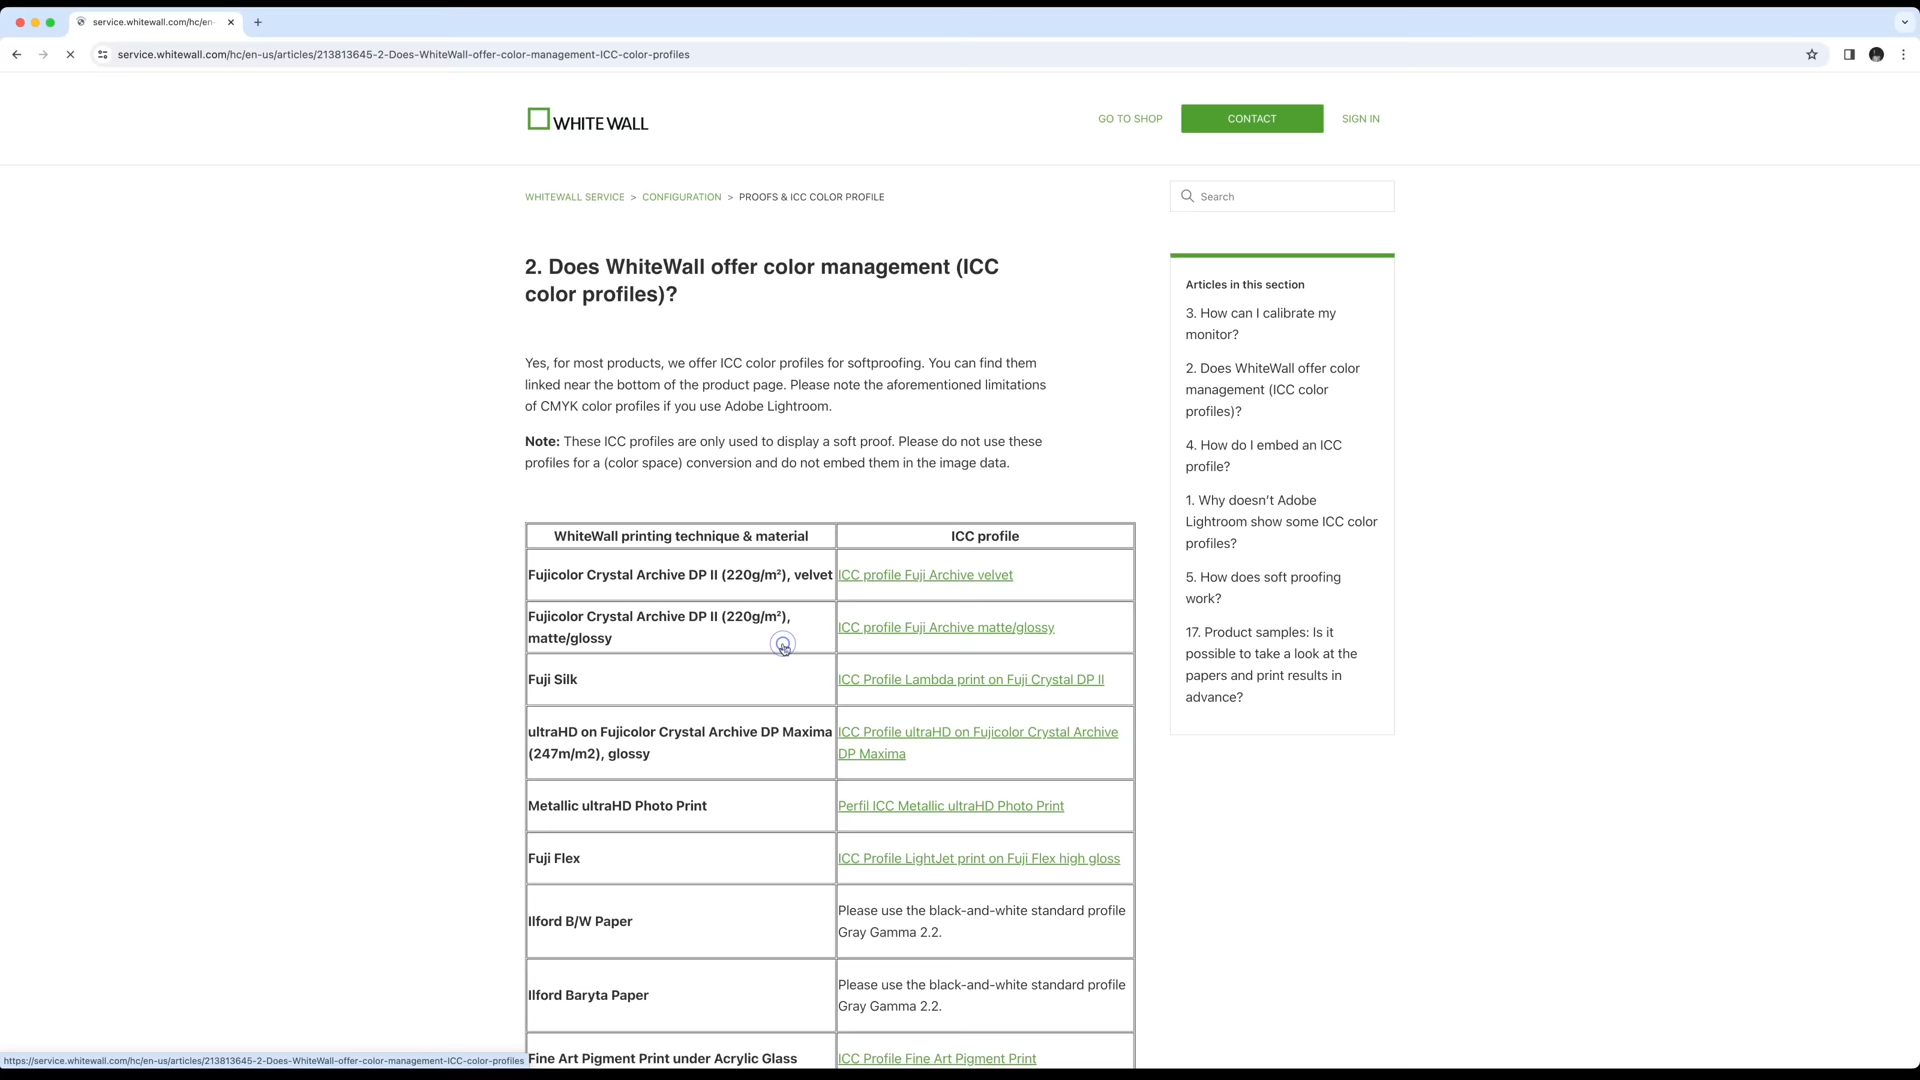 service.whitewall.com/hc/en-
service.whitewall.com/hc/en-us/articles/213813645-2-Does-WhiteWall-offer-color-management-ICC-color-profiles
WHITE WALL
GO TO SHOP
CONTACT
SIGN IN
WHITEWALL SERVICE > CONFIGURATION > PROOFS & ICC COLOR PROFILE
Search
2. Does WhiteWall offer color management (ICC
color profiles)?
Yes, for most products, we offer ICC color profiles for softproofing. You can find them
linked near the bottom of the product page. Please note the aforementioned limitations
of CMYK color profiles if you use Adobe Lightroom.
Note: These ICC profiles are only used to display a soft proof. Please do not use these
profiles for a (color space) conversion and do not embed them in the image data.
WhiteWall printing technique & material
ICC profile
Fujicolor Crystal Archive DP II (220g/m²), velvet
ICC profile Fuji Archive velvet
Fujicolor Crystal Archive DP II (220g/m²),
matte/glossy
ICC profile Fuji Archive matte/glossy
Fuji Silk
ICC Profile Lambda print on Fuji Crystal DP II
ultraHD on Fujicolor Crystal Archive DP Maxima
(247m/m2), glossy
ICC Profile ultraHD on Fujicolor Crystal Archive
DP Maxima
Metallic ultraHD Photo Print
Perfil ICC Metallic ultraHD Photo Print
Fuji Flex
ICC Profile LightJet print on Fuji Flex high gloss
Ilford B/W Paper
Please use the black-and-white standard profile
Gray Gamma 2.2.
Ilford Baryta Paper
Please use the black-and-white standard profile
Gray Gamma 2.2.
Fine Art Pigment Print under Acrylic Glass
ICC Profile Fine Art Pigment Print
Articles in this section
3. How can I calibrate my
monitor?
2. Does WhiteWall offer color
management (ICC color
profiles)?
4. How do I embed an ICC
profile?
1. Why doesn't Adobe
Lightroom show some ICC color
profiles?
5. How does soft proofing
work?
17. Product samples: Is it
possible to take a look at the
papers and print results in
advance?
https://service.whitewall.com/hc/en-us/articles/213813645-2-Does-WhiteWall-offer-color-management-ICC-color-profiles